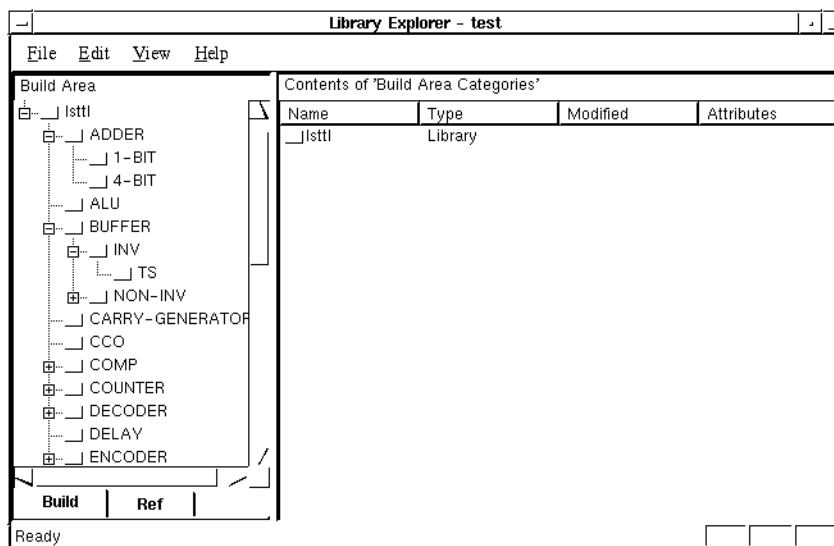 Library Explorer - test
File Edit View Help
Build Area
Contents of 'Build Area Categories'
Name Type Modified Attributes
lsttl Library
lsttl
ADDER
1-BIT
4-BIT
ALU
BUFFER
INV
TS
NON-INV
CARRY-GENERATOR
CCO
COMP
COUNTER
DECODER
DELAY
ENCODER
Build Ref
Ready